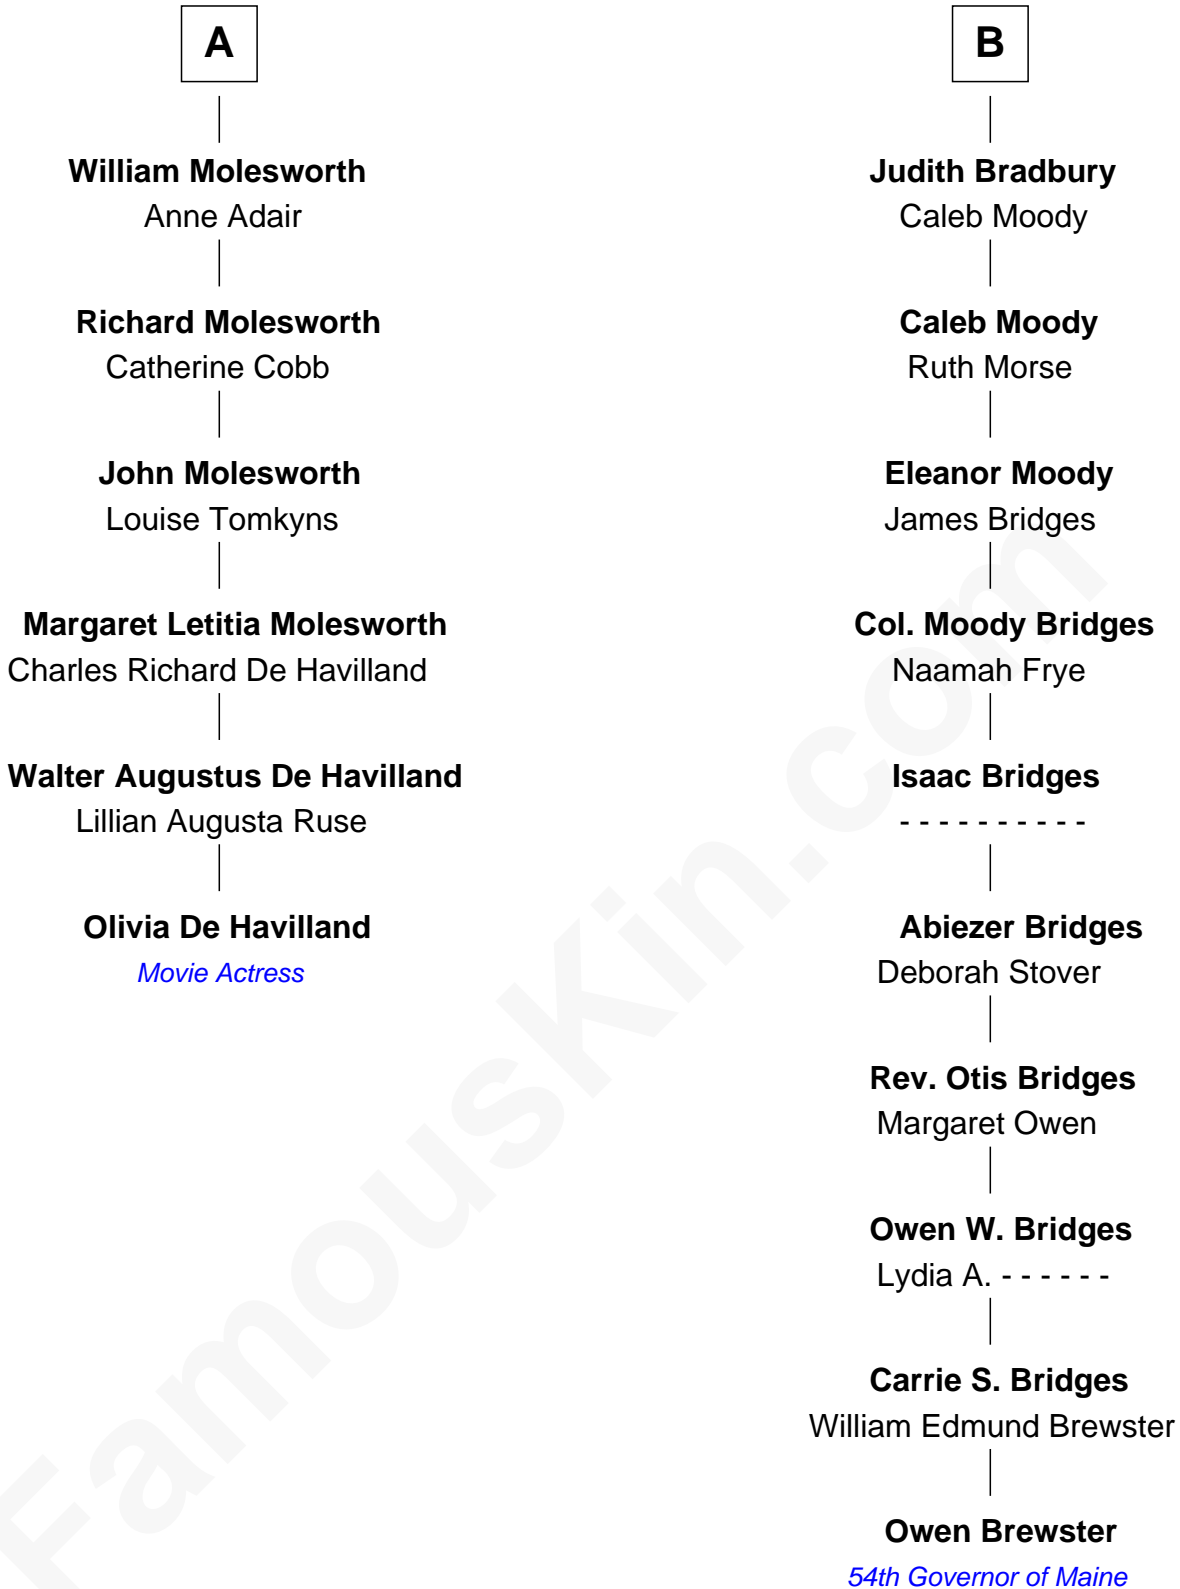 A
William Molesworth
Anne Adair
Richard Molesworth
Catherine Cobb
John Molesworth
Louise Tomkyns
Margaret Letitia Molesworth
Charles Richard De Havilland
Walter Augustus De Havilland
Lillian Augusta Ruse
Olivia De Havilland
Movie Actress
B
Judith Bradbury
Caleb Moody
Caleb Moody
Ruth Morse
Eleanor Moody
James Bridges
Col. Moody Bridges
Naamah Frye
Isaac Bridges
- - - - - - - - - -
Abiezer Bridges
Deborah Stover
Rev. Otis Bridges
Margaret Owen
Owen W. Bridges
Lydia A. - - - - - -
Carrie S. Bridges
William Edmund Brewster
Owen Brewster
54th Governor of Maine
FamousKin.com